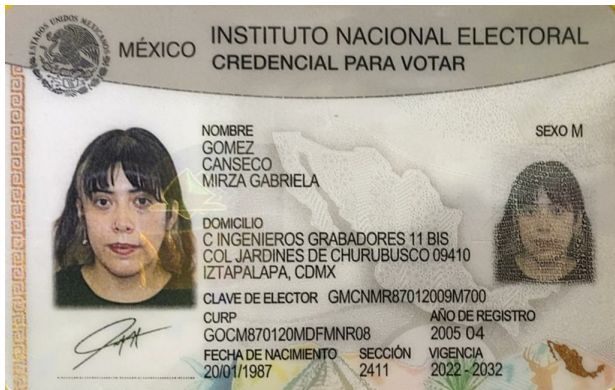 ESTADOS UNIDOS MEXICANOS
MÉXICO
INSTITUTO NACIONAL ELECTORAL
CREDENCIAL PARA VOTAR
NOMBRE
GOMEZ
CANSECO
MIRZA GABRIELA
SEXO M
DOMICILIO
C INGENIEROS GRABADORES 11 BIS
COL JARDINES DE CHURUBUSCO 09410
IZTAPALAPA, CDMX
CLAVE DE ELECTOR GMCNMR87012009M700
CURP
GOCM870120MDFMNR08
AÑO DE REGISTRO
2005 04
FECHA DE NACIMIENTO
20/01/1987
SECCIÓN
2411
VIGENCIA
2022 - 2032